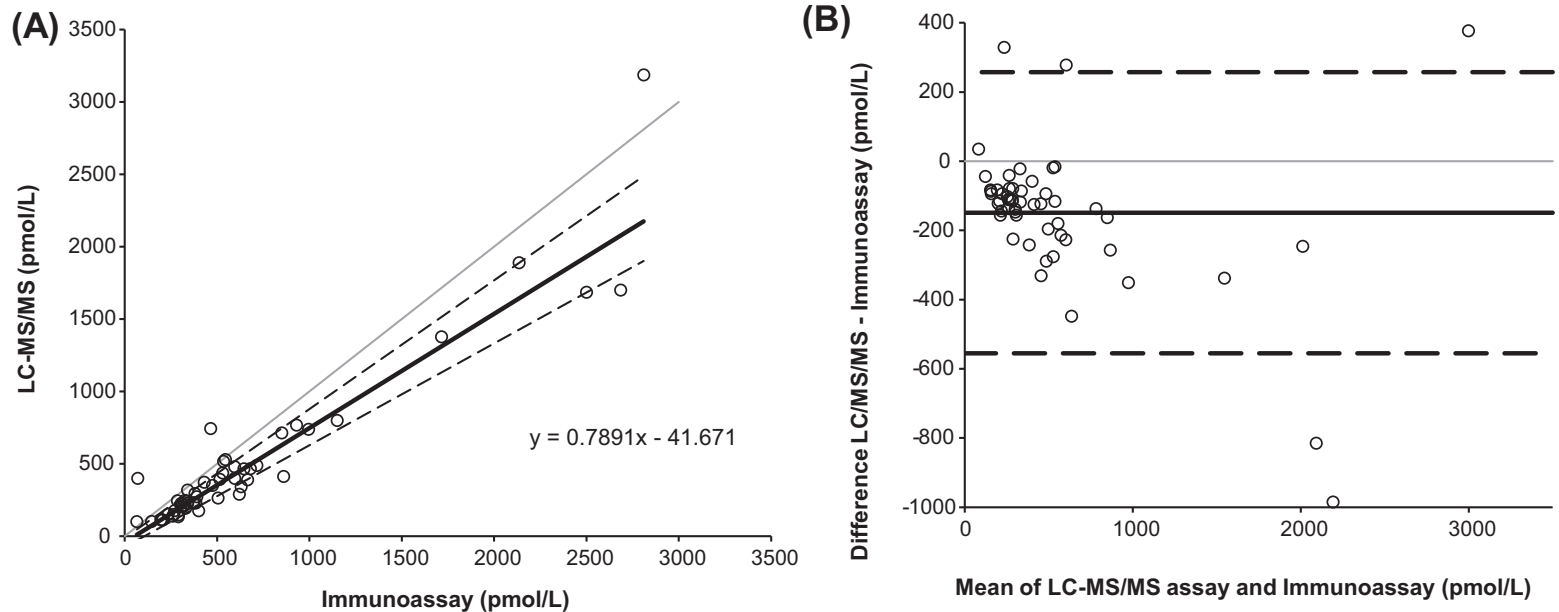 (A)
3500
3000
2500
2000
1500
1000
500
0
LC-MS/MS (pmol/L)
y = 0.7891x - 41.671
0 500 1000 1500 2000 2500 3000 3500
Immunoassay (pmol/L)
(B)
400
200
0
-200
-400
-600
-800
-1000
Difference LC/MS/MS - Immunoassay (pmol/L)
0 1000 2000 3000
Mean of LC-MS/MS assay and Immunoassay (pmol/L)